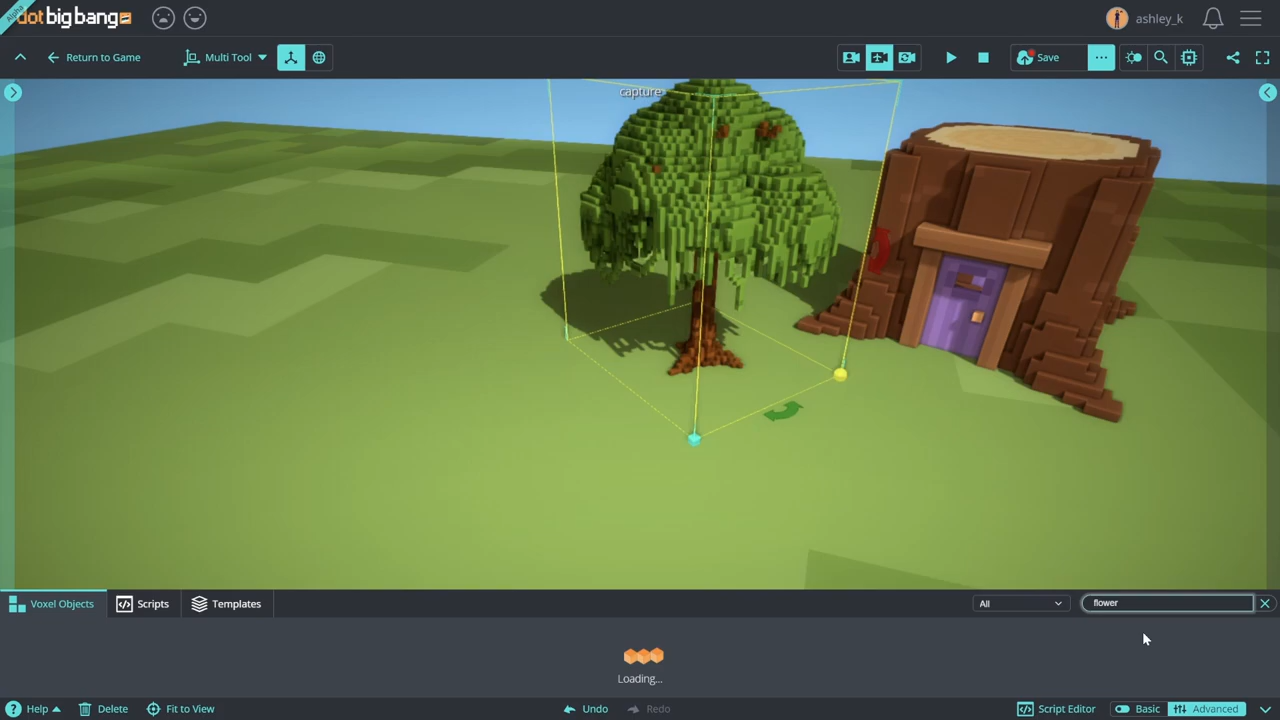 Alpha
dotbigbang
ashley_k
Return to Game
Multi Tool
Save
capture
Voxel Objects
Scripts
Templates
All
flower
Loading...
Help
Delete
Fit to View
Undo
Redo
Script Editor
Basic
Advanced